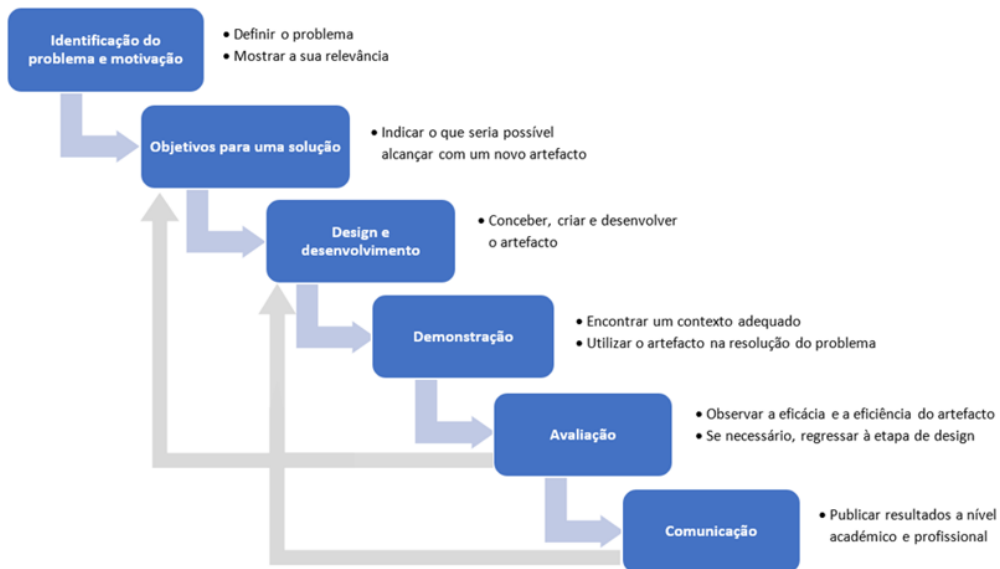 Identificação do
problema e motivação
• Definir o problema
• Mostrar a sua relevância
Objetivos para uma solução
• Indicar o que seria possível
alcançar com um novo artefacto
Design e
desenvolvimento
• Conceber, criar e desenvolver
o artefacto
Demonstração
• Encontrar um contexto adequado
• Utilizar o artefacto na resolução do problema
Avaliação
• Observar a eficácia e a eficiência do artefacto
• Se necessário, regressar à etapa de design
Comunicação
• Publicar resultados a nível
académico e profissional